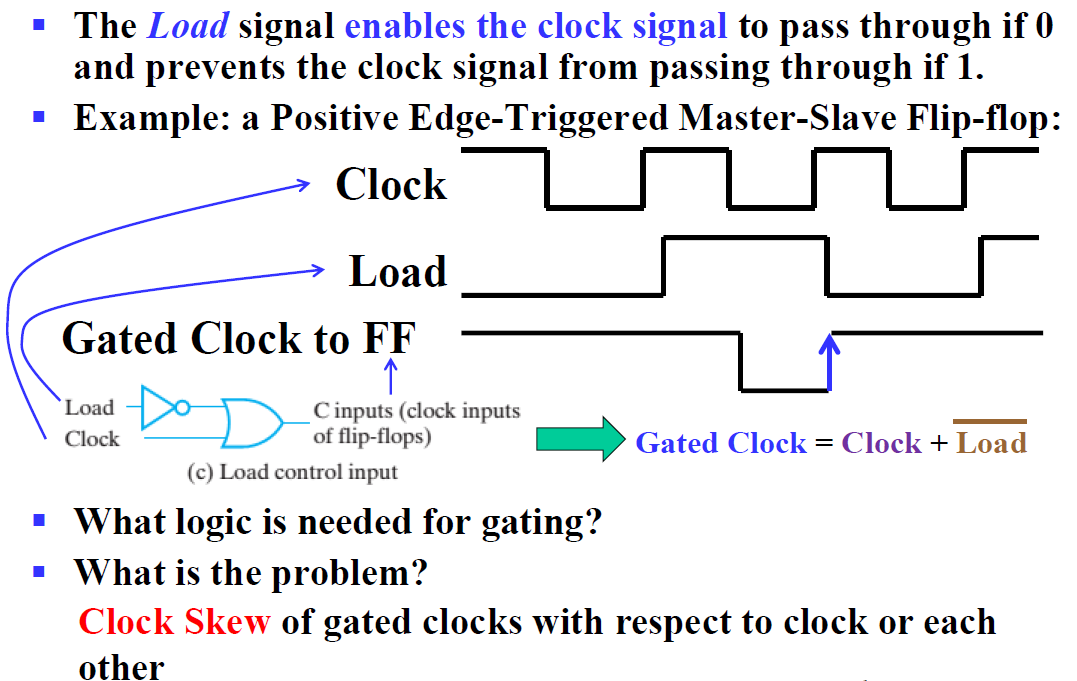 ▪ The Load signal enables the clock signal to pass through if 0
and prevents the clock signal from passing through if 1.
▪ Example: a Positive Edge-Triggered Master-Slave Flip-flop:
Clock
Load
Gated Clock to FF
Load
Clock
C inputs (clock inputs
of flip-flops)
(c) Load control input
Gated Clock = Clock + L̅o̅a̅d̅
▪ What logic is needed for gating?
▪ What is the problem?
Clock Skew of gated clocks with respect to clock or each
other